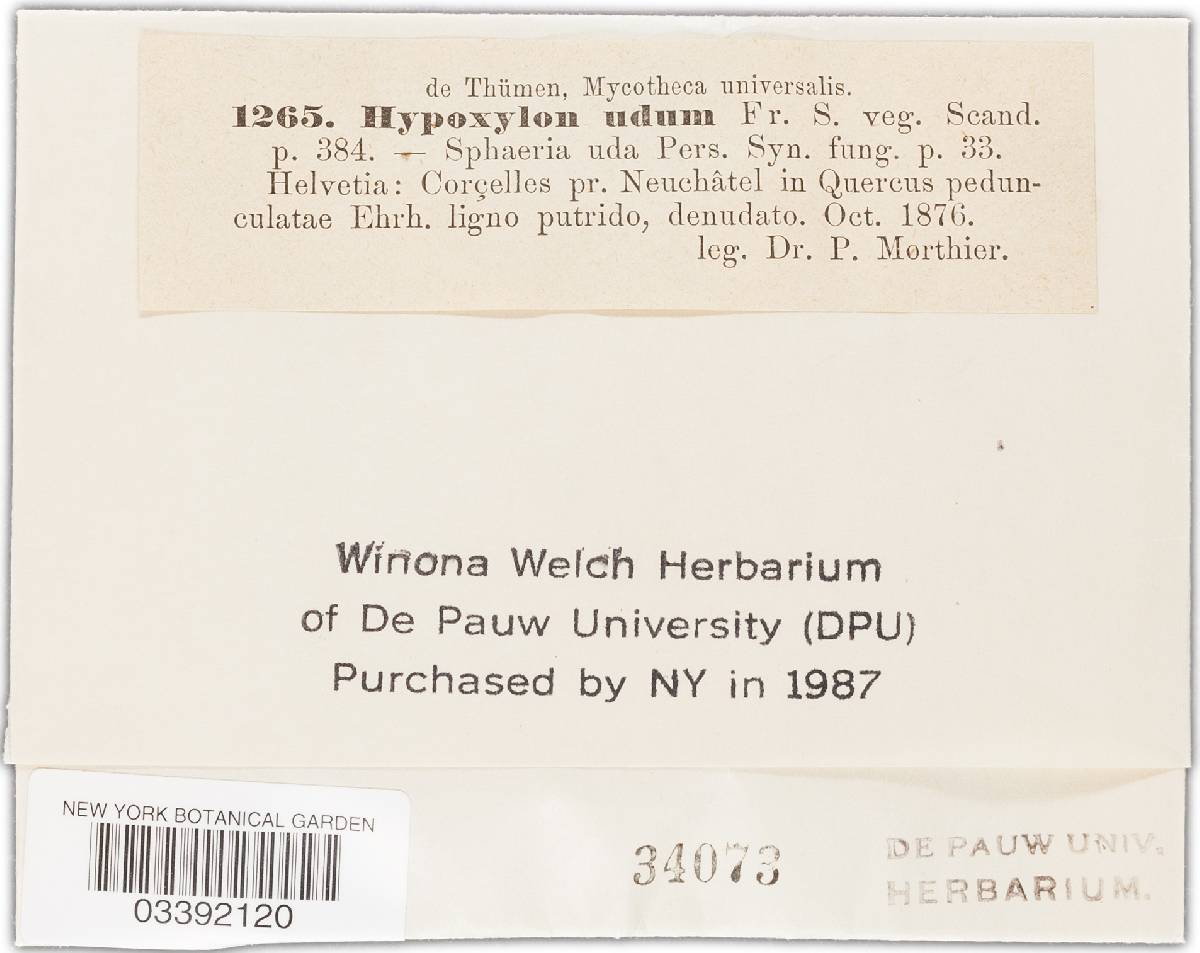 de Thümen, Mycotheca universalis.
1265. Hypoxylon udum Fr. S. veg. Scand.
p. 384. — Sphaeria uda Pers. Syn. fung. p. 33.
Helvetia: Corçelles pr. Neuchâtel in Quercus pedun-
culatae Ehrh. ligno putrido, denudato. Oct. 1876.
leg. Dr. P. Morthier.
Winona Welch Herbarium
of De Pauw University (DPU)
Purchased by NY in 1987
NEW YORK BOTANICAL GARDEN
03392120
34073
DE PAUW UNIV.
HERBARIUM.